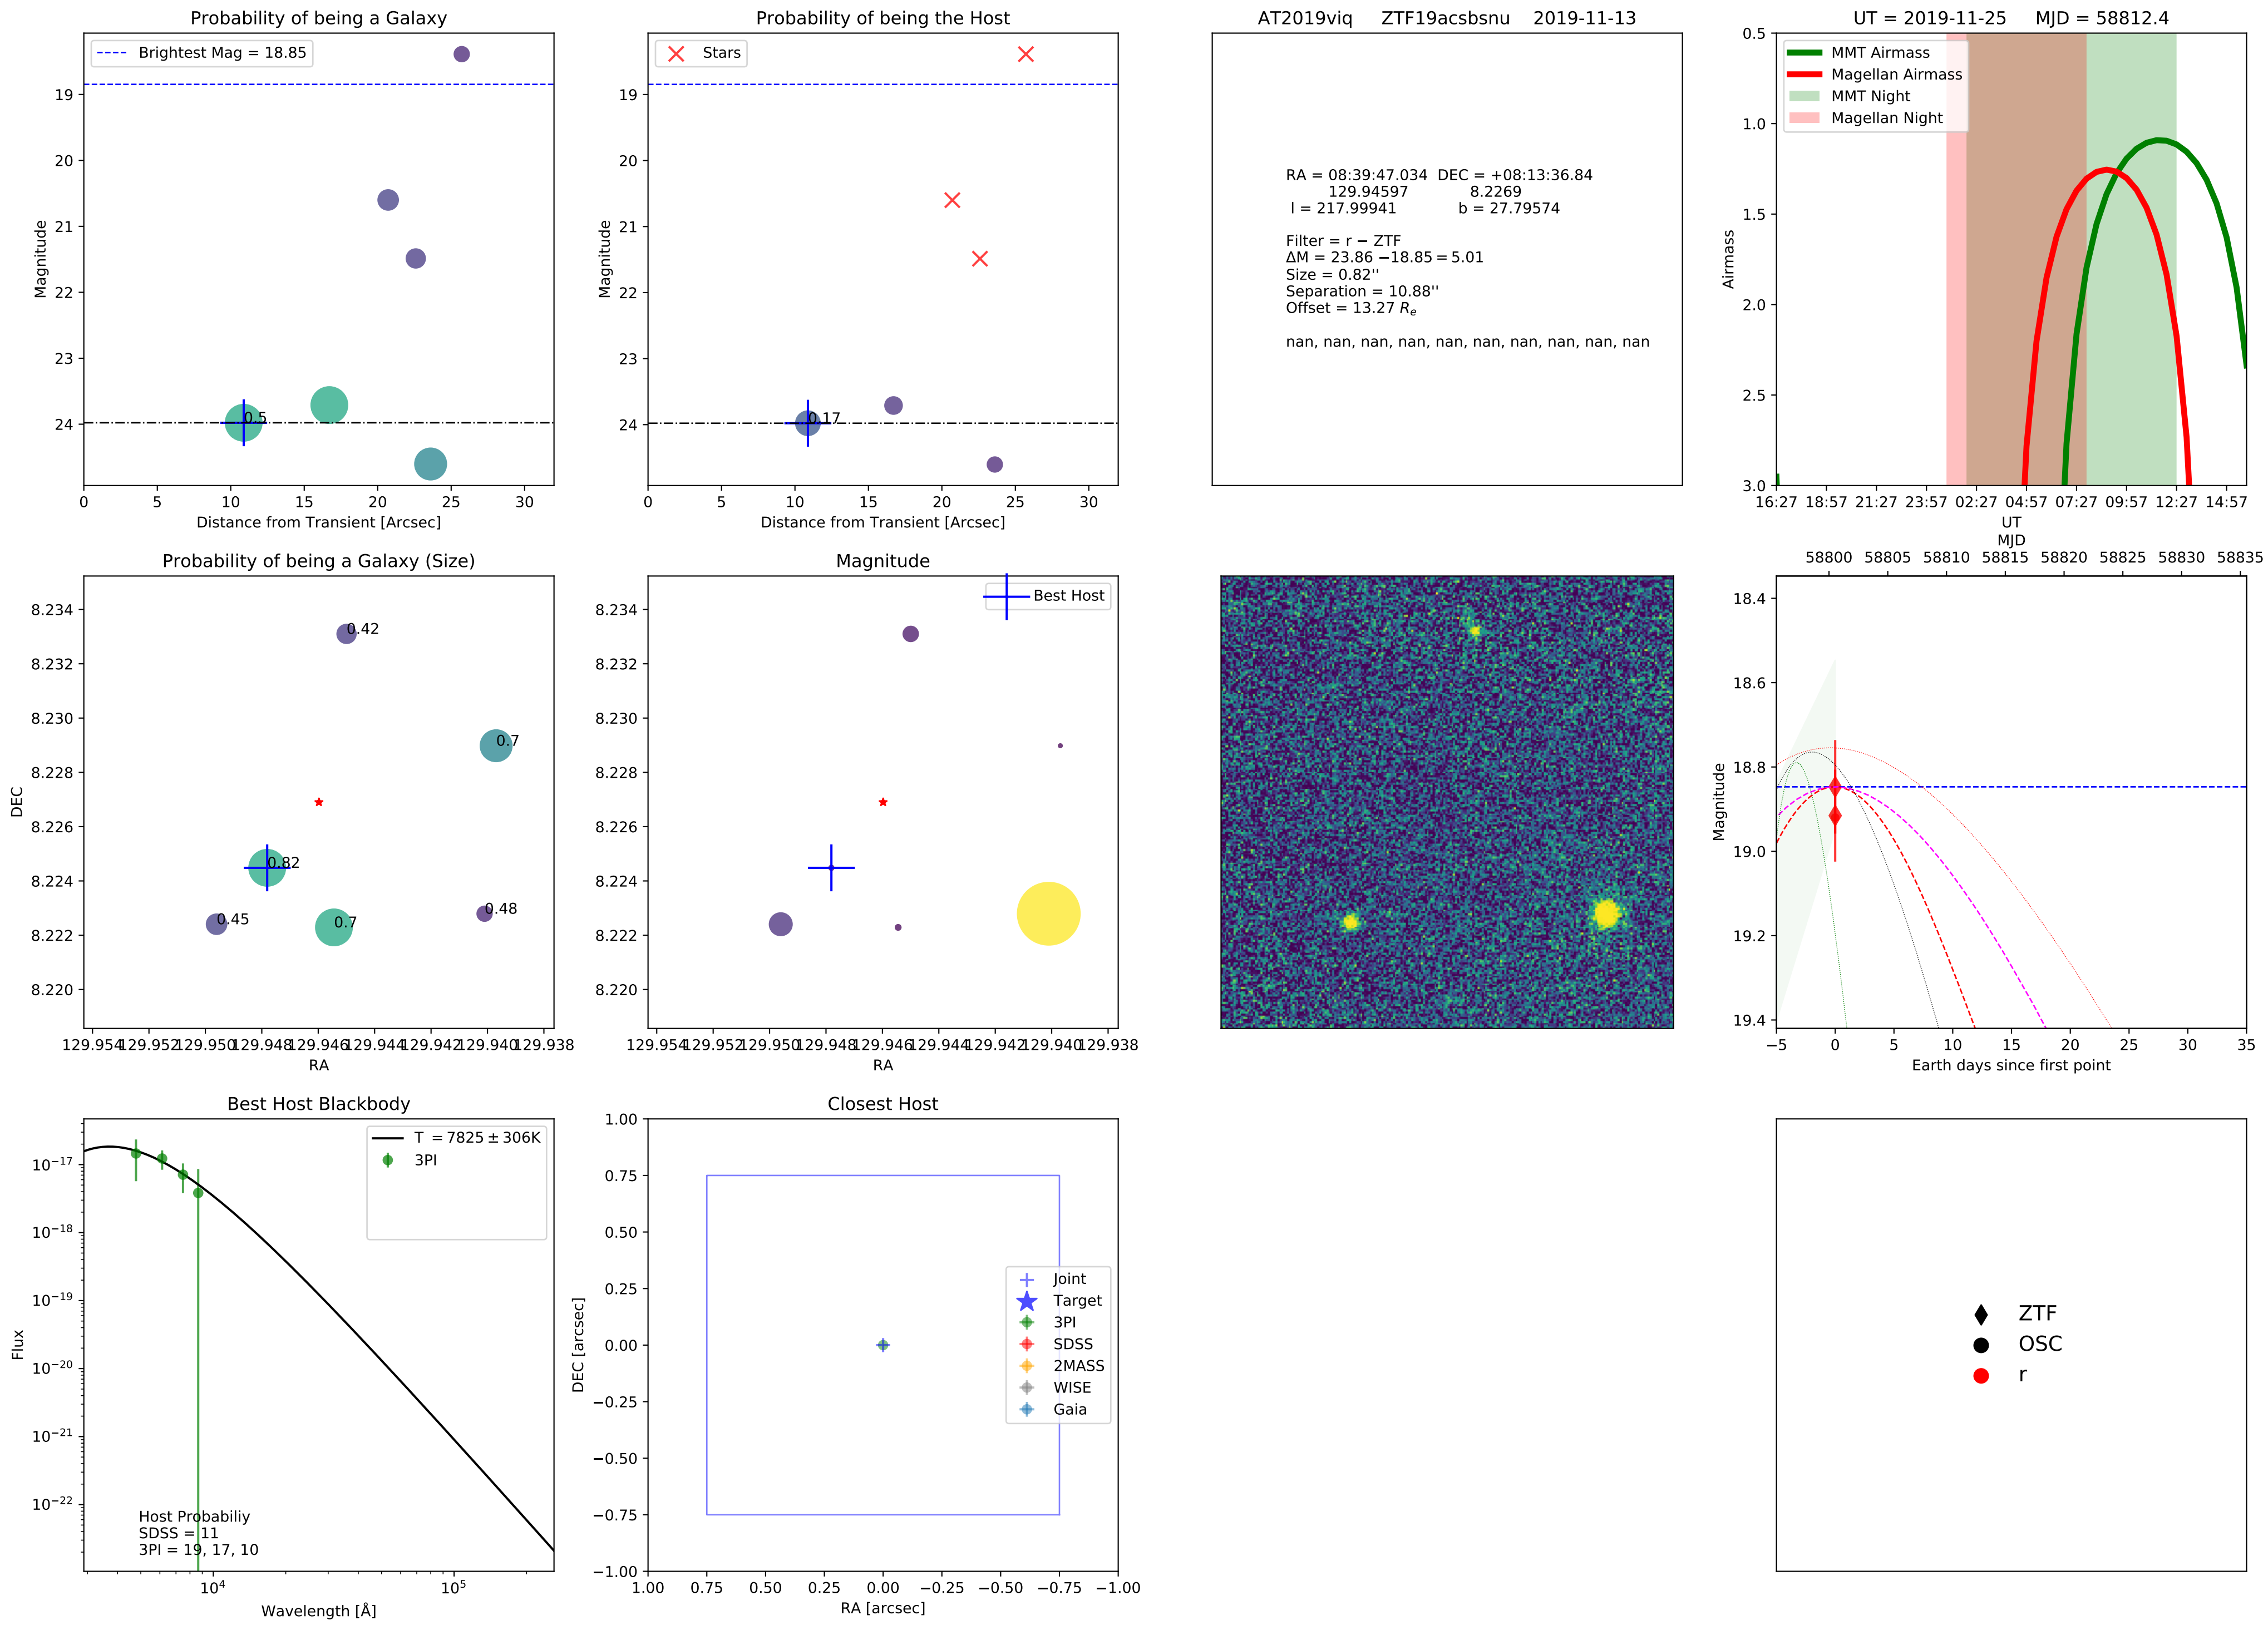 Probability of being a Galaxy
Brightest Mag = 18.85
0.5
19
20
21
22
23
24
Magnitude
0 5 10 15 20 25 30
Distance from Transient [Arcsec]
Probability of being the Host
Stars
0.17
19
20
21
22
23
24
Magnitude
0 5 10 15 20 25 30
Distance from Transient [Arcsec]
AT2019viq ZTF19acsbsnu 2019-11-13
RA = 08:39:47.034 DEC = +08:13:36.84
129.94597 8.2269
l = 217.99941 b = 27.79574
Filter = r − ZTF
ΔM = 23.86 −18.85 = 5.01
Size = 0.82''
Separation = 10.88''
Offset = 13.27 Re
nan, nan, nan, nan, nan, nan, nan, nan, nan, nan
UT = 2019-11-25 MJD = 58812.4
MMT Airmass
Magellan Airmass
MMT Night
Magellan Night
0.5
1.0
1.5
2.0
2.5
3.0
Airmass
16:27 18:57 21:27 23:57 02:27 04:57 07:27 09:57 12:27 14:57
UT
Probability of being a Galaxy (Size)
0.42
0.7
0.82
0.45
0.7
0.48
8.234
8.232
8.230
8.228
8.226
8.224
8.222
8.220
DEC
129.954 129.952 129.950 129.948 129.946 129.944 129.942 129.940 129.938
RA
Magnitude
Best Host
8.234
8.232
8.230
8.228
8.226
8.224
8.222
8.220
129.954 129.952 129.950 129.948 129.946 129.944 129.942 129.940 129.938
RA
MJD
58800 58805 58810 58815 58820 58825 58830 58835
18.4
18.6
18.8
19.0
19.2
19.4
Magnitude
−5 0 5 10 15 20 25 30 35
Earth days since first point
Best Host Blackbody
T = 7825 ± 306K
3PI
10−17
10−18
10−19
10−20
10−21
10−22
Flux
Host Probabiliy
SDSS = 11
3PI = 19, 17, 10
104 105
Wavelength [Å]
Closest Host
Joint
Target
3PI
SDSS
2MASS
WISE
Gaia
1.00
0.75
0.50
0.25
0.00
−0.25
−0.50
−0.75
−1.00
DEC [arcsec]
1.00 0.75 0.50 0.25 0.00 −0.25 −0.50 −0.75 −1.00
RA [arcsec]
ZTF
OSC
r